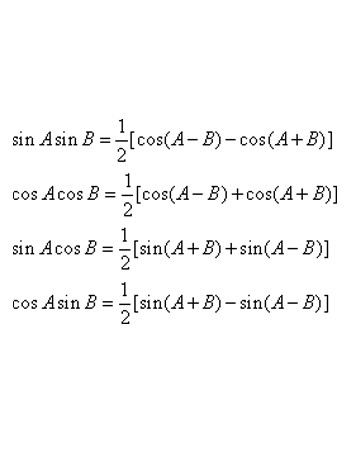 sin A sin B = 1/2 [cos(A − B) − cos(A + B)]
cos A cos B = 1/2 [cos(A − B) + cos(A + B)]
sin A cos B = 1/2 [sin(A + B) + sin(A − B)]
cos A sin B = 1/2 [sin(A + B) − sin(A − B)]